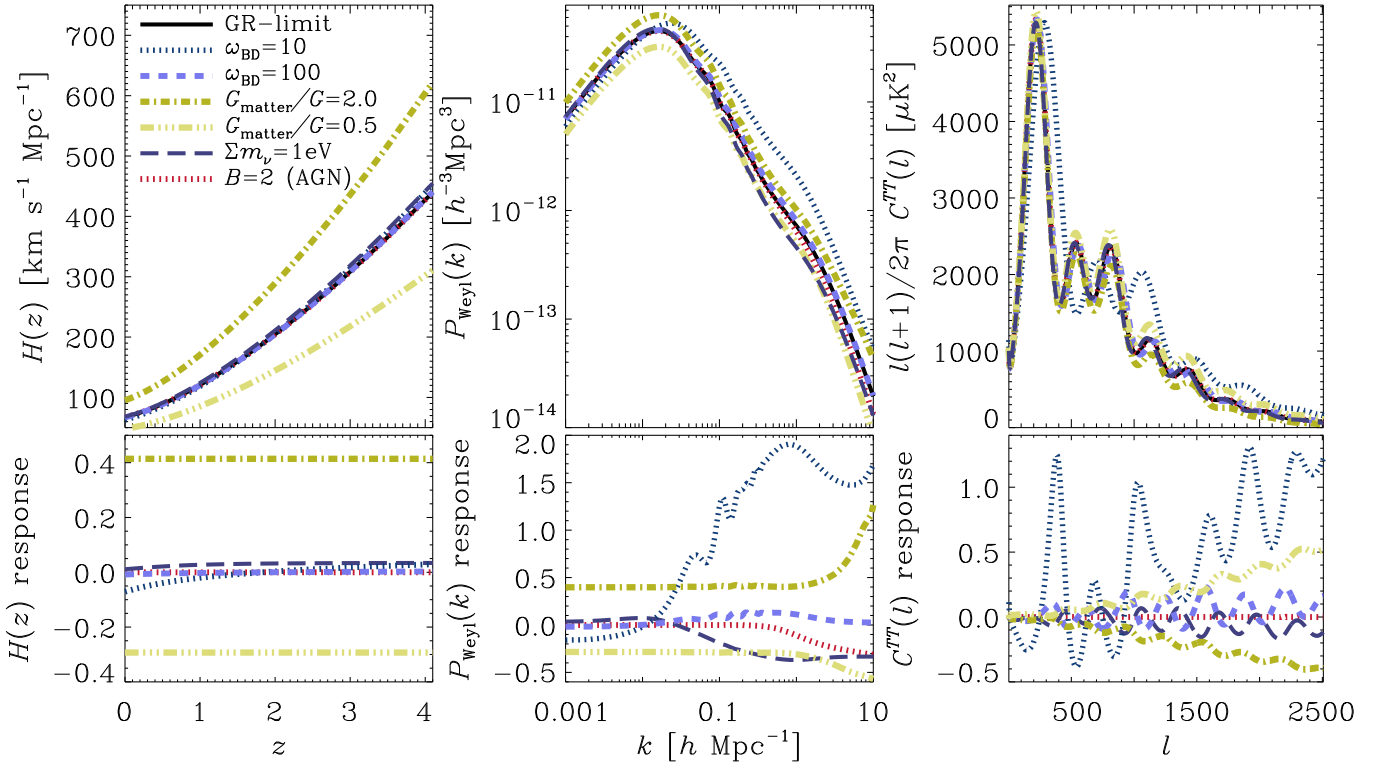 GR-limit
ω_BD=10
ω_BD=100
G_matter/G=2.0
G_matter/G=0.5
Σm_ν=1eV
B=2 (AGN)
H(z) [km s⁻¹ Mpc⁻¹]
700
600
500
400
300
200
100
P_Weyl(k) [h⁻³Mpc³]
10⁻¹¹
10⁻¹²
10⁻¹³
10⁻¹⁴
l(l+1)/2π C^TT(l) [μK²]
5000
4000
3000
2000
1000
0
H(z) response
0.4
0.2
0.0
−0.2
−0.3
−0.4
0 1 2 3 4
z
P_Weyl(k) response
2.0
1.5
1.0
0.5
0.0
−0.5
0.001 0.1 10
k [h Mpc⁻¹]
C^TT(l) response
1.0
0.5
0.0
−0.5
500 1500 2500
l